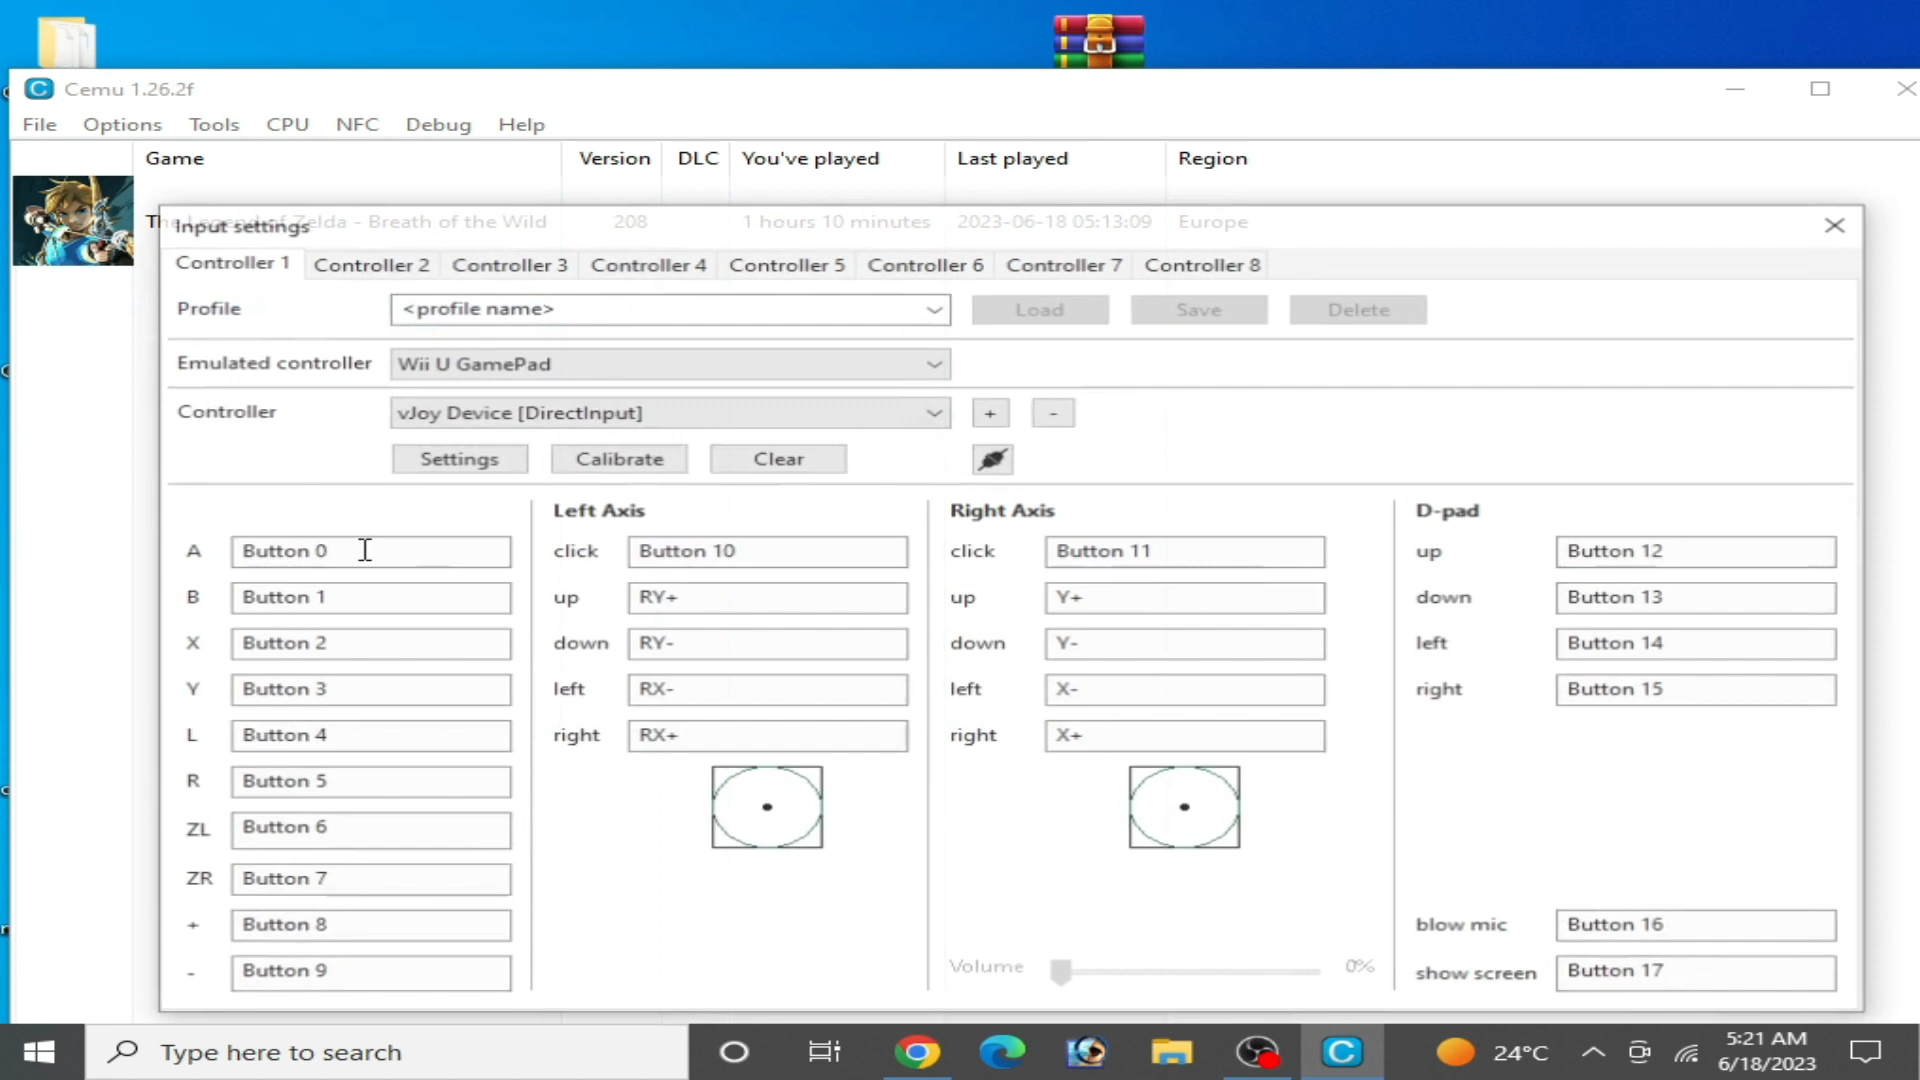 Cemu 1.26.2f
File Options Tools CPU NFC Debug Help
Game Version DLC You've played Last played Region
The Legend of Zelda - Breath of the Wild 208 1 hours 10 minutes 2023-06-18 05:13:09 Europe
Input settings
Controller 1 Controller 2 Controller 3 Controller 4 Controller 5 Controller 6 Controller 7 Controller 8
Profile <profile name> Load Save Delete
Emulated controller Wii U GamePad
Controller vJoy Device [DirectInput] + -
Settings Calibrate Clear
Left Axis Right Axis D-pad
A Button 0 click Button 10 click Button 11 up Button 12
B Button 1 up RY+ up Y+ down Button 13
X Button 2 down RY- down Y- left Button 14
Y Button 3 left RX- left X- right Button 15
L Button 4 right RX+ right X+
R Button 5
ZL Button 6
ZR Button 7
+ Button 8 blow mic Button 16
- Button 9 Volume 0% show screen Button 17
Type here to search 24°C 5:21 AM
6/18/2023